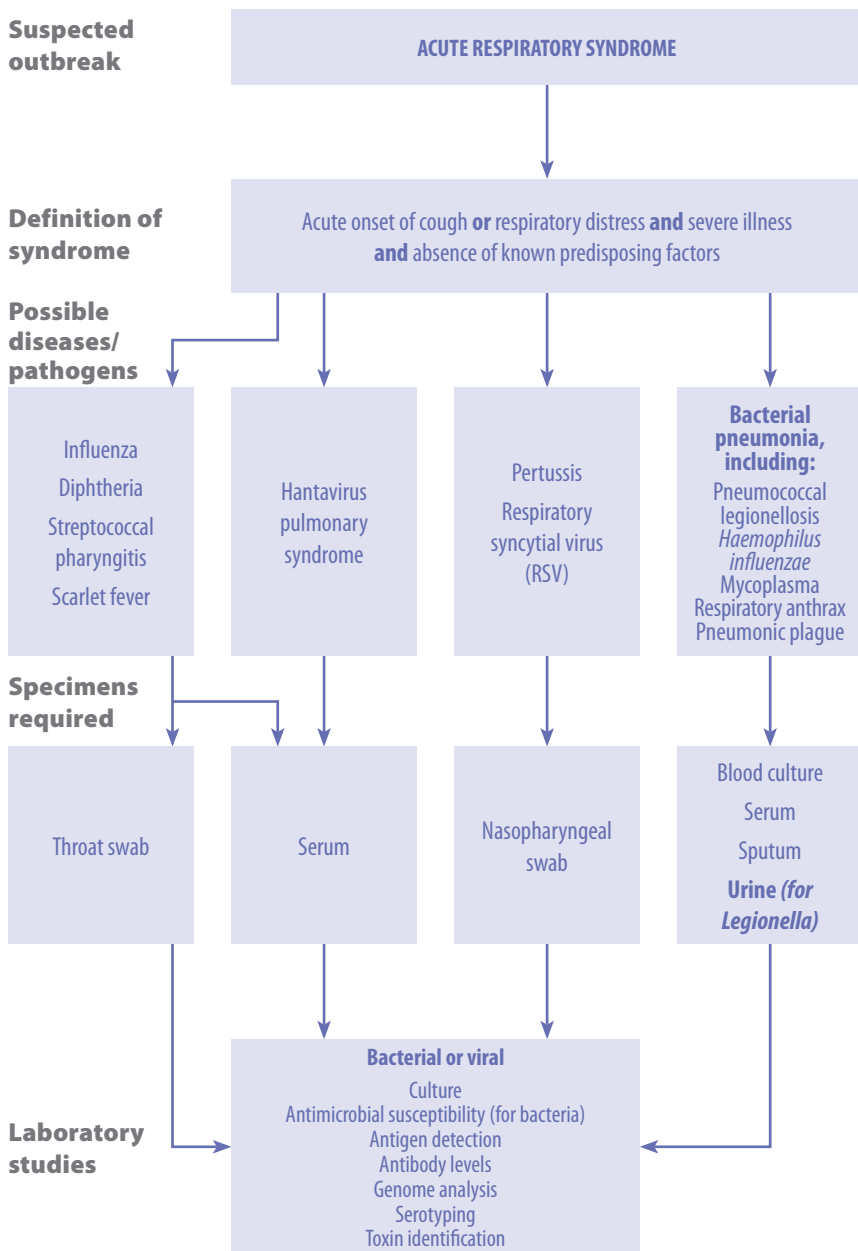 Suspected
outbreak
ACUTE RESPIRATORY SYNDROME
Definition of
syndrome
Acute onset of cough or respiratory distress and severe illness
and absence of known predisposing factors
Possible
diseases/
pathogens
Influenza
Diphtheria
Streptococcal
pharyngitis
Scarlet fever
Hantavirus
pulmonary
syndrome
Pertussis
Respiratory
syncytial virus
(RSV)
Bacterial
pneumonia,
including:
Pneumococcal
legionellosis
Haemophilus
influenzae
Mycoplasma
Respiratory anthrax
Pneumonic plague
Specimens
required
Throat swab
Serum
Nasopharyngeal
swab
Blood culture
Serum
Sputum
Urine (for
Legionella)
Laboratory
studies
Bacterial or viral
Culture
Antimicrobial susceptibility (for bacteria)
Antigen detection
Antibody levels
Genome analysis
Serotyping
Toxin identification